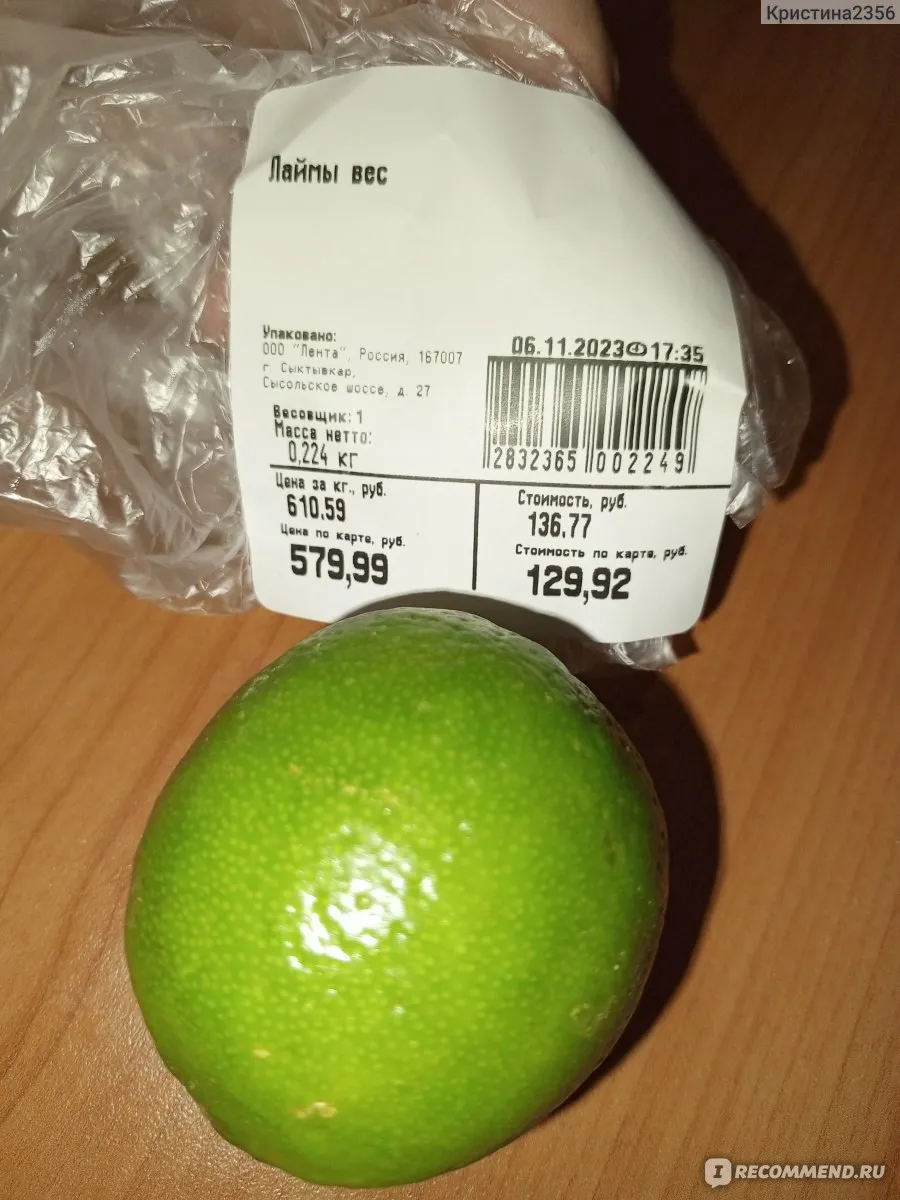 Кристина2356
Лаймы вес
Упаковано:
ООО "Лента", Россия, 167007
г. Сыктывкар,
Сысольское шоссе, д. 27
Весовщик: 1
Масса нетто:
0,224 кг
06.11.2023 17:35
2832365 002249
Цена за кг., руб.
610.59
Цена по карте, руб.
579,99
Стоимость, руб.
136.77
Стоимость по карте, руб.
129,92
IRECOMMEND.RU